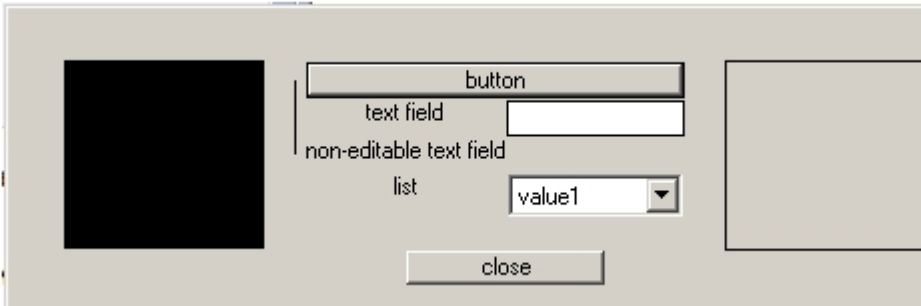 button
text field
non-editable text field
list value1
close